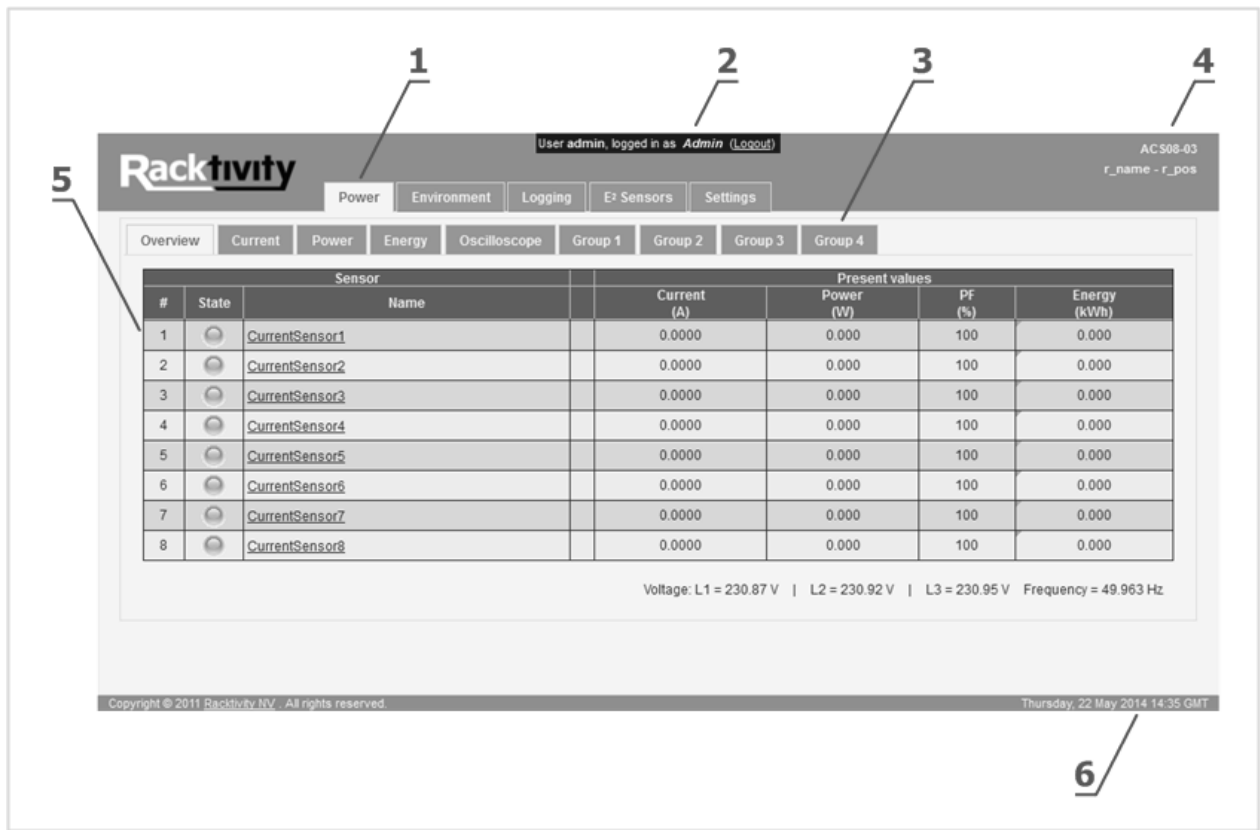 1 2 3 4
User admin, logged in as Admin (Logout)
ACS08-03
Racktivity
r_name - r_pos
5
Power Environment Logging E² Sensors Settings
Overview Current Power Energy Oscilloscope Group 1 Group 2 Group 3 Group 4
Sensor Present values
# State Name Current (A) Power (W) PF (%) Energy (kWh)
1 CurrentSensor1 0.0000 0.000 100 0.000
2 CurrentSensor2 0.0000 0.000 100 0.000
3 CurrentSensor3 0.0000 0.000 100 0.000
4 CurrentSensor4 0.0000 0.000 100 0.000
5 CurrentSensor5 0.0000 0.000 100 0.000
6 CurrentSensor6 0.0000 0.000 100 0.000
7 CurrentSensor7 0.0000 0.000 100 0.000
8 CurrentSensor8 0.0000 0.000 100 0.000
Voltage: L1 = 230.87 V | L2 = 230.92 V | L3 = 230.95 V Frequency = 49.963 Hz
Copyright © 2011 Racktivity NV . All rights reserved. Thursday, 22 May 2014 14:35 GMT
6